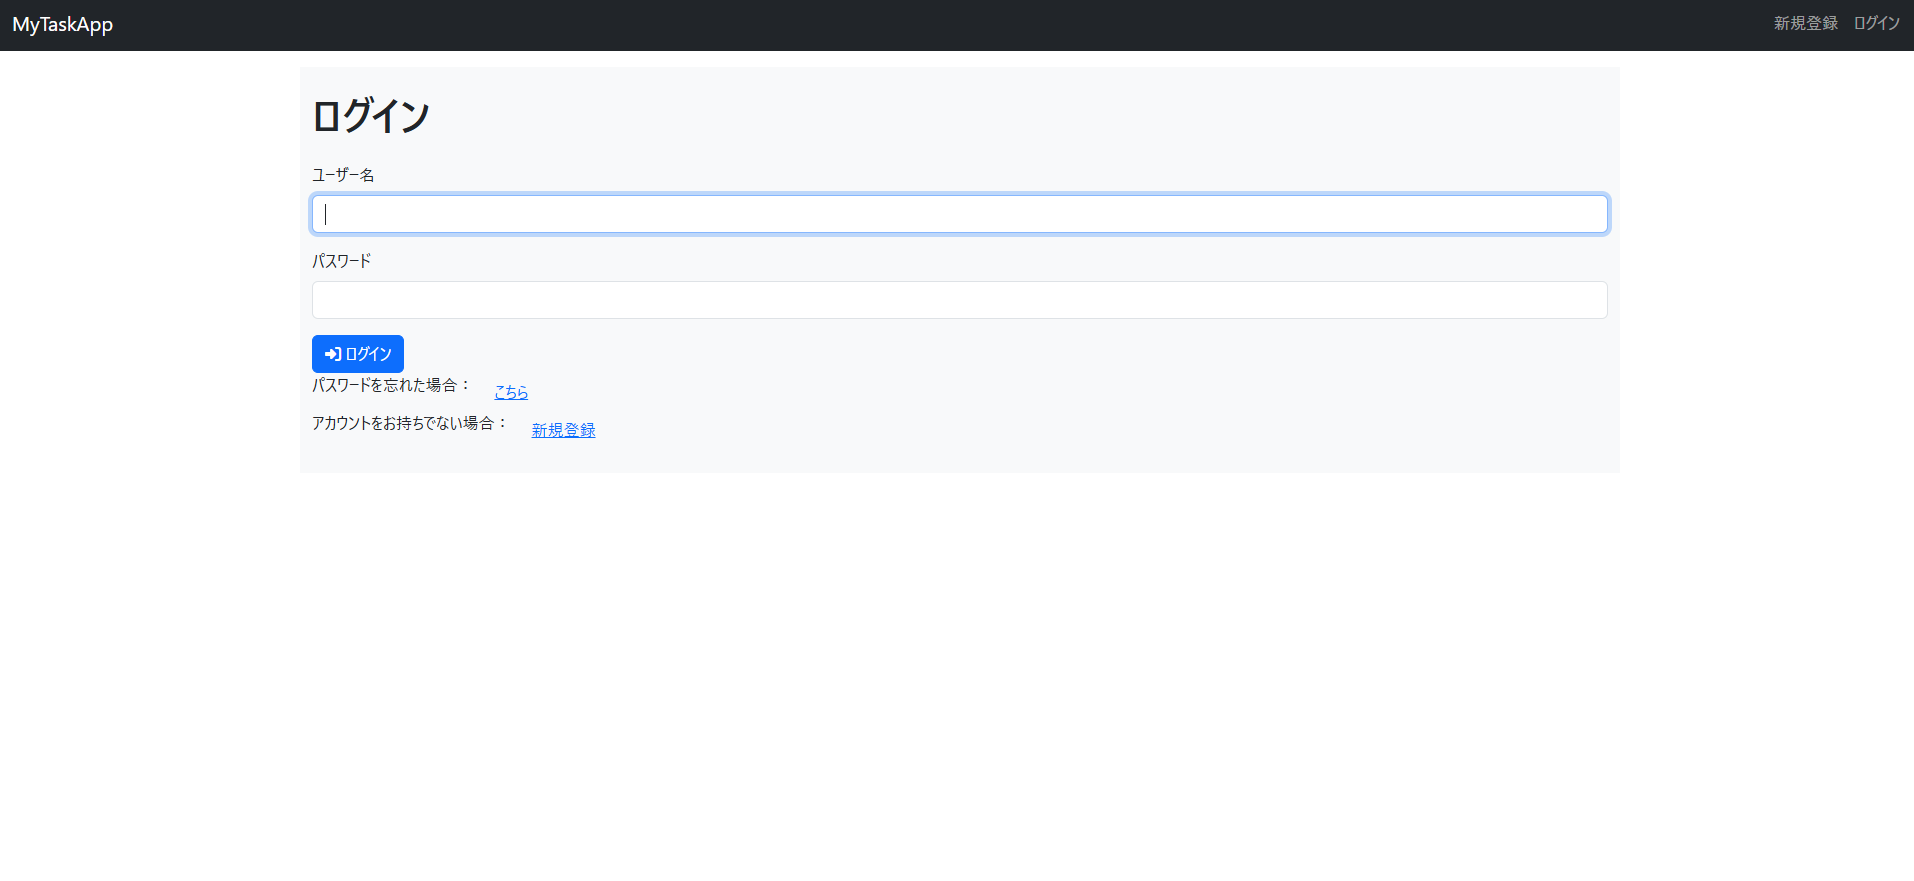 MyTaskApp 新規登録 ログイン
ログイン
ユーザー名
パスワード
ログイン
パスワードを忘れた場合： こちら
アカウントをお持ちでない場合： 新規登録